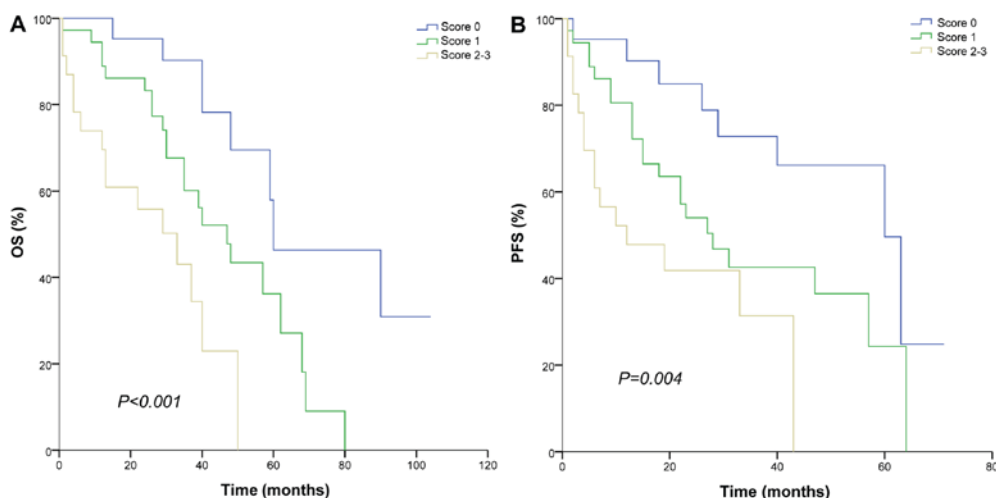 A
Score 0
Score 1
Score 2-3
100
80
60
40
20
0
OS (%)
P<0.001
0 20 40 60 80 100 120
Time (months)
B
Score 0
Score 1
Score 2-3
100
80
60
40
20
0
PFS (%)
P=0.004
0 20 40 60 80
Time (months)